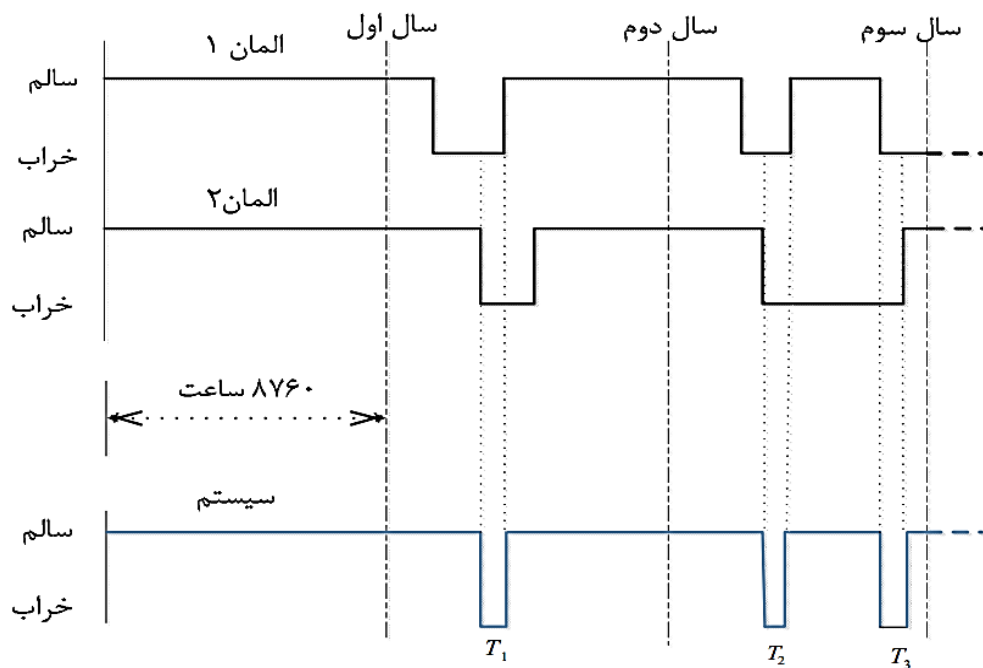 سال اول
سال دوم
سال سوم
المان ۱
سالم
خراب
المان۲
سالم
خراب
۸۷۶۰ ساعت
سیستم
سالم
خراب
T1
T2
T3